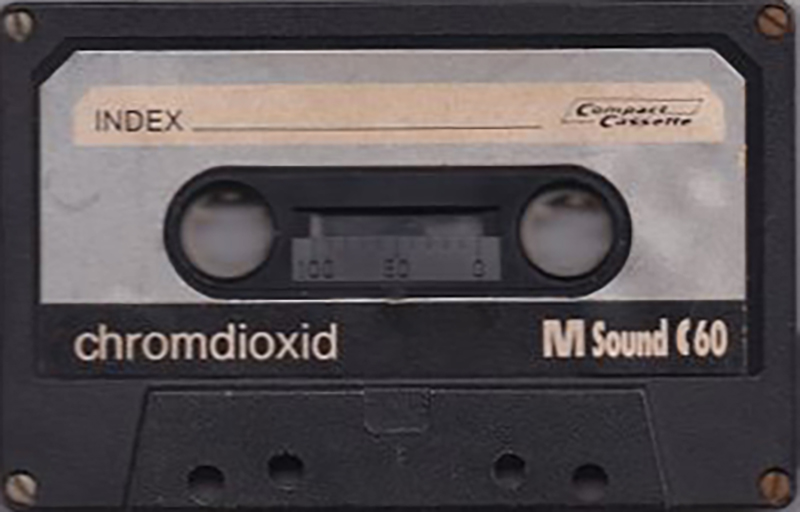 INDEX
Compact
Cassette
100 50 0
chromdioxid
M Sound C60